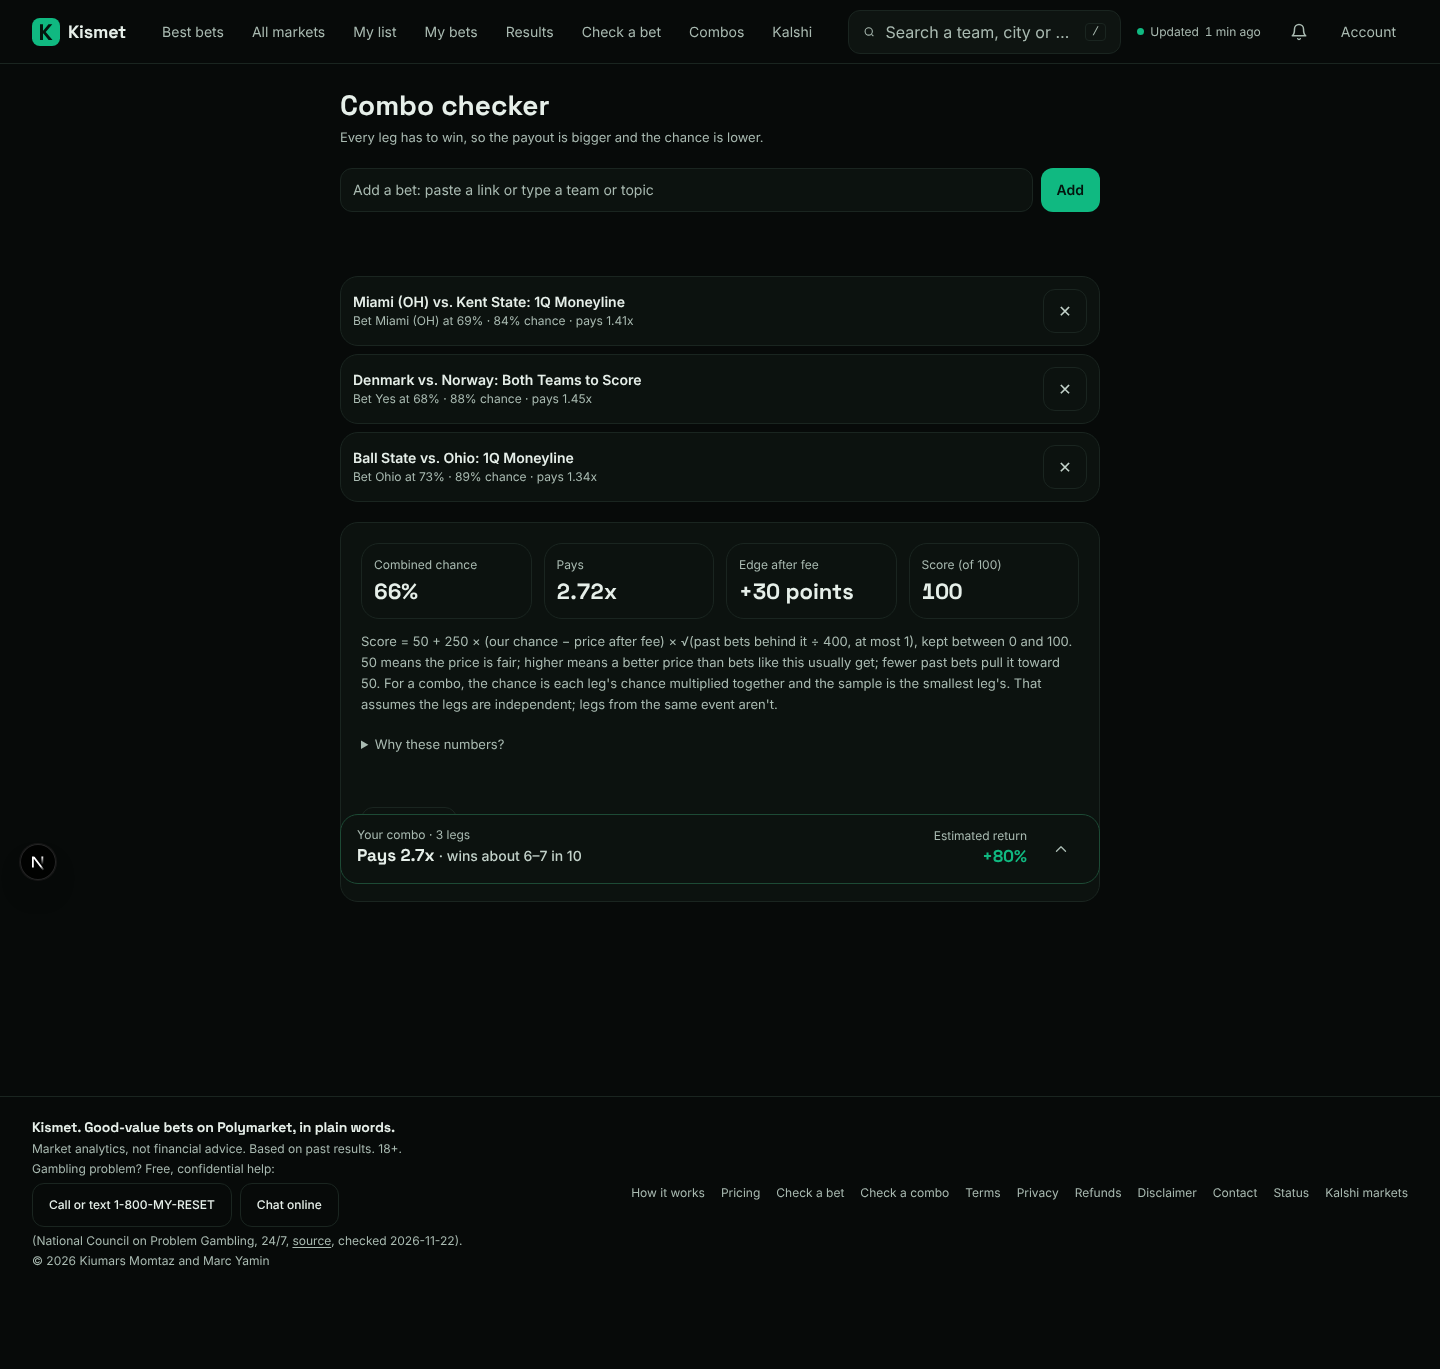 K Kismet
Best bets
All markets
My list
My bets
Results
Check a bet
Combos
Kalshi
Search a team, city or ...
/
Updated 1 min ago
Account
Combo checker
Every leg has to win, so the payout is bigger and the chance is lower.
Add a bet: paste a link or type a team or topic
Add
Miami (OH) vs. Kent State: 1Q Moneyline
Bet Miami (OH) at 69% · 84% chance · pays 1.41x
Denmark vs. Norway: Both Teams to Score
Bet Yes at 68% · 88% chance · pays 1.45x
Ball State vs. Ohio: 1Q Moneyline
Bet Ohio at 73% · 89% chance · pays 1.34x
Combined chance
66%
Pays
2.72x
Edge after fee
+30 points
Score (of 100)
100
Score = 50 + 250 × (our chance − price after fee) × √(past bets behind it ÷ 400, at most 1), kept between 0 and 100.
50 means the price is fair; higher means a better price than bets like this usually get; fewer past bets pull it toward
50. For a combo, the chance is each leg's chance multiplied together and the sample is the smallest leg's. That
assumes the legs are independent; legs from the same event aren't.
Why these numbers?
Your combo · 3 legs
Pays 2.7x · wins about 6–7 in 10
Estimated return
+80%
N
Kismet. Good-value bets on Polymarket, in plain words.
Market analytics, not financial advice. Based on past results. 18+.
Gambling problem? Free, confidential help:
Call or text 1-800-MY-RESET
Chat online
(National Council on Problem Gambling, 24/7, source, checked 2026-11-22).
© 2026 Kiumars Momtaz and Marc Yamin
How it works
Pricing
Check a bet
Check a combo
Terms
Privacy
Refunds
Disclaimer
Contact
Status
Kalshi markets